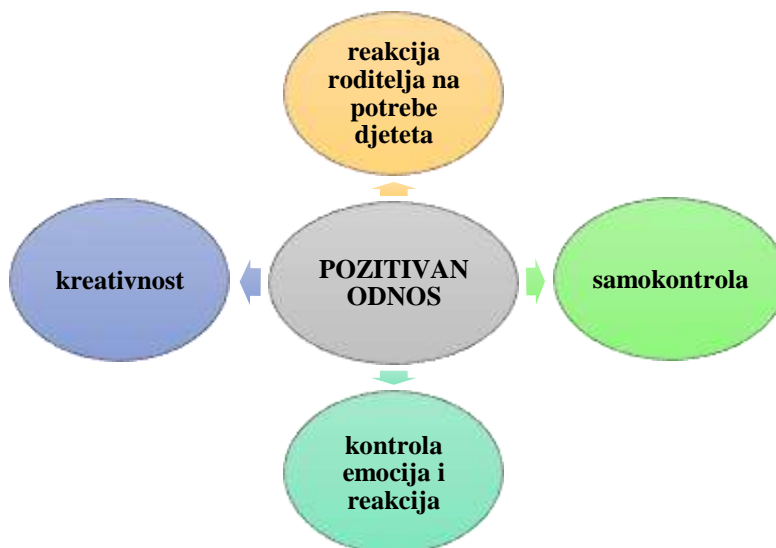 reakcija
roditelja na
potrebe
djeteta
kreativnost
POZITIVAN
ODNOS
samokontrola
kontrola
emocija i
reakcija